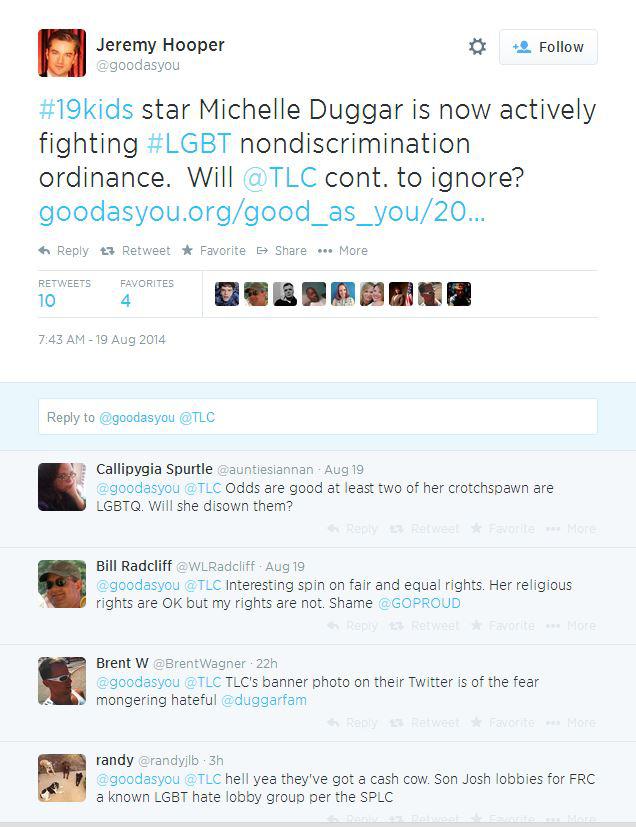 Jeremy Hooper
@goodasyou
Follow
#19kids star Michelle Duggar is now actively
fighting #LGBT nondiscrimination
ordinance. Will @TLC cont. to ignore?
goodasyou.org/good_as_you/20...
Reply Retweet Favorite Share More
RETWEETS FAVORITES
10 4
7:43 AM - 19 Aug 2014
Reply to @goodasyou @TLC
Callipygia Spurtle @auntiesiannan · Aug 19
@goodasyou @TLC Odds are good at least two of her crotchspawn are
LGBTQ. Will she disown them?
Reply Retweet Favorite More
Bill Radcliff @WLRadcliff · Aug 19
@goodasyou @TLC Interesting spin on fair and equal rights. Her religious
rights are OK but my rights are not. Shame @GOPROUD
Reply Retweet Favorite More
Brent W @BrentWagner · 22h
@goodasyou @TLC TLC's banner photo on their Twitter is of the fear
mongering hateful @duggarfam
Reply Retweet Favorite More
randy @randyjlb · 3h
@goodasyou @TLC hell yea they've got a cash cow. Son Josh lobbies for FRC
a known LGBT hate lobby group per the SPLC
Reply Retweet Favorite More